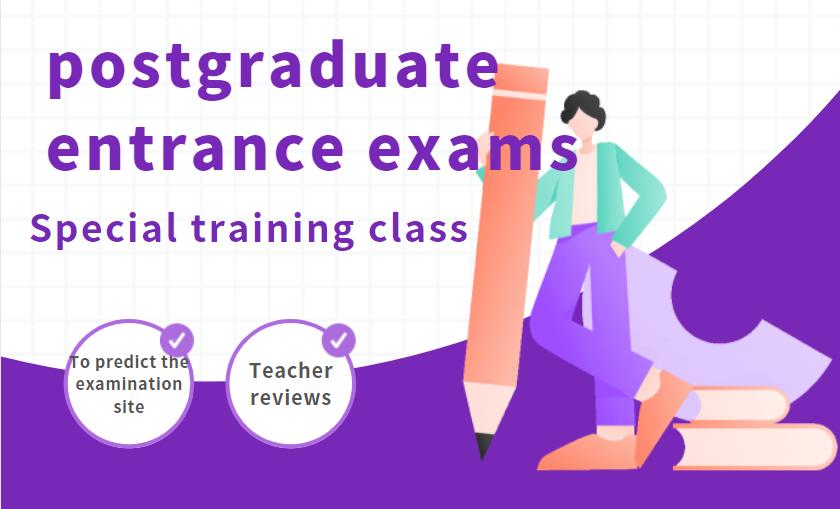 postgraduate
entrance exams
Special training class
To predict the
examination
site
Teacher
reviews